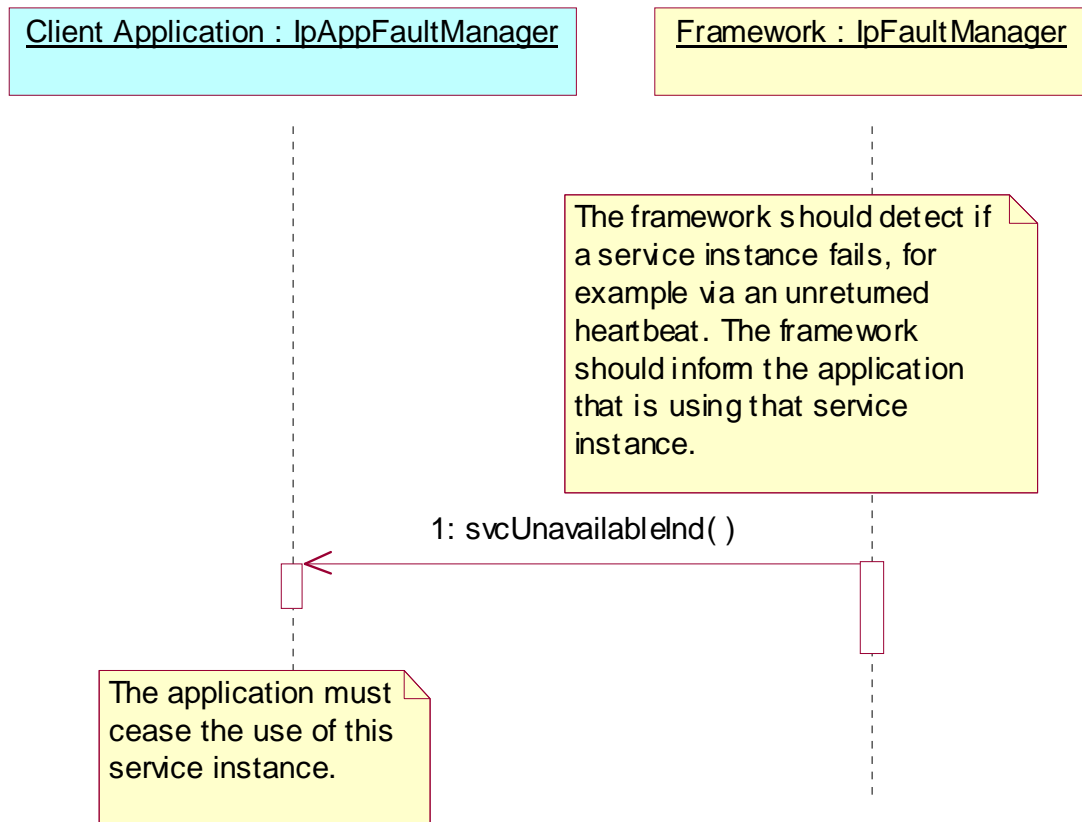 Client Application : IpAppFaultManager
Framework : IpFaultManager
The framework should detect if
a service instance fails, for
example via an unreturned
heartbeat. The framework
should inform the application
that is using that service
instance.
1: svcUnavailableInd( )
The application must
cease the use of this
service instance.